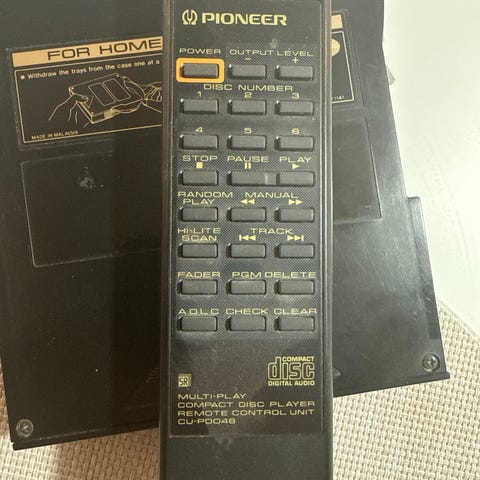 PIONEER
FOR HOME
● Withdraw the trays from the case one at a
MADE IN MALAYSIA
POWER OUTPUT LEVEL
− +
DISC NUMBER
1 2 3
4 5 6
STOP PAUSE PLAY
■ ⏸ ▶
RANDOM PLAY MANUAL
◀◀ ▶▶
HI-LITE SCAN TRACK
⏮ ⏭
FADER PGM DELETE
A.D.L.C CHECK CLEAR
COMPACT
disc
DIGITAL AUDIO
SR
MULTI-PLAY
COMPACT DISC PLAYER
REMOTE CONTROL UNIT
CU-PD046